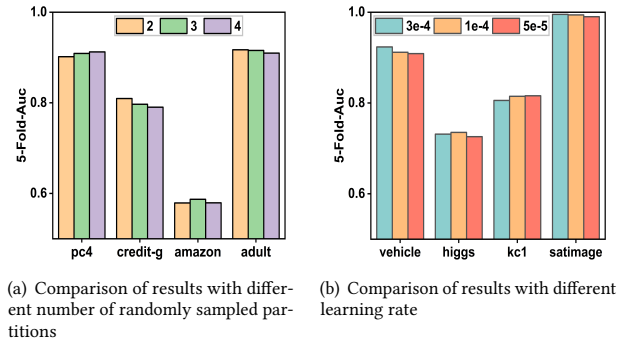 2 3 4
1.0
0.8
0.6
5-Fold-Auc
pc4 credit-g amazon adult
(a) Comparison of results with differ-
ent number of randomly sampled par-
titions
3e-4 1e-4 5e-5
1.0
0.8
0.6
5-Fold-Auc
vehicle higgs kc1 satimage
(b) Comparison of results with different
learning rate